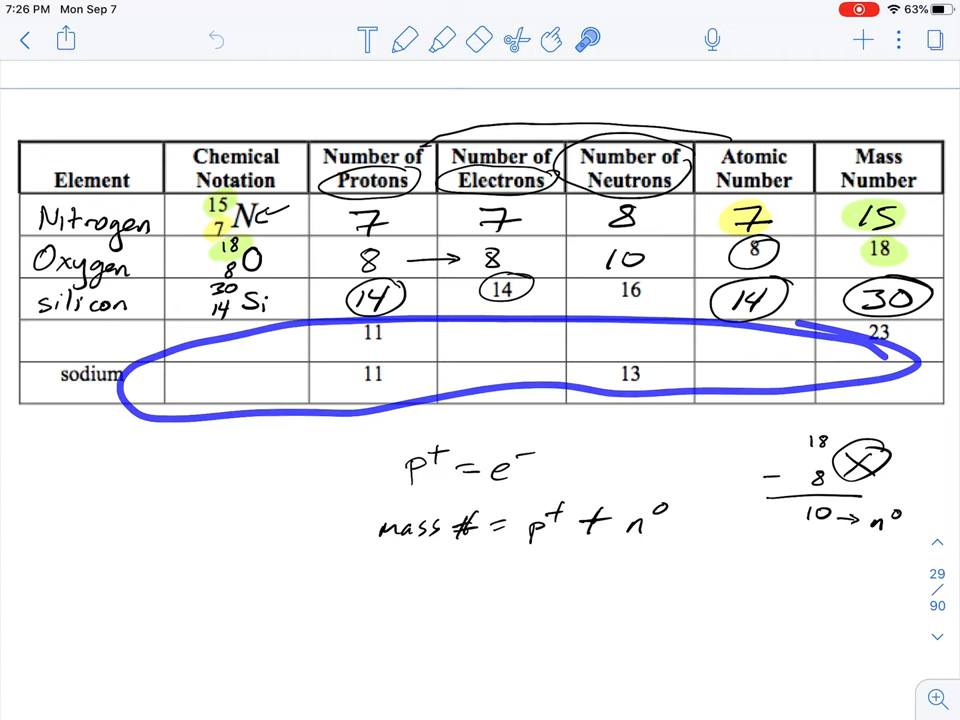 7:26 PM Mon Sep 7 63%
Element Chemical Notation Number of Protons Number of Electrons Number of Neutrons Atomic Number Mass Number
Nitrogen 15 7 N 7 7 8 7 15
Oxygen 18 8 O 8 → 8 10 8 18
silicon 30 14 Si 14 14 16 14 30
11 23
sodium 11 13
p+ = e-
mass # = p+ + n0
18
- 8 X
10 → n0
29
/
90